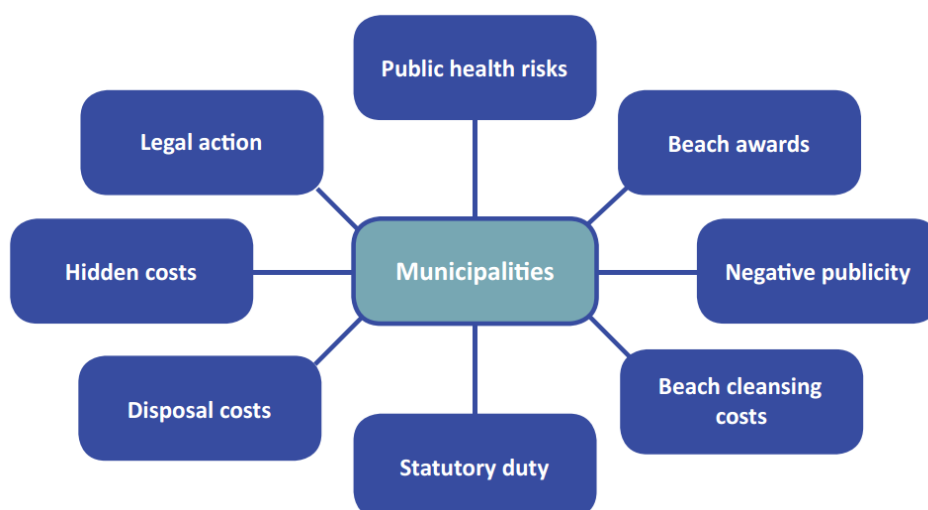 Public health risks
Legal action
Beach awards
Hidden costs
Municipalities
Negative publicity
Disposal costs
Beach cleansing
costs
Statutory duty